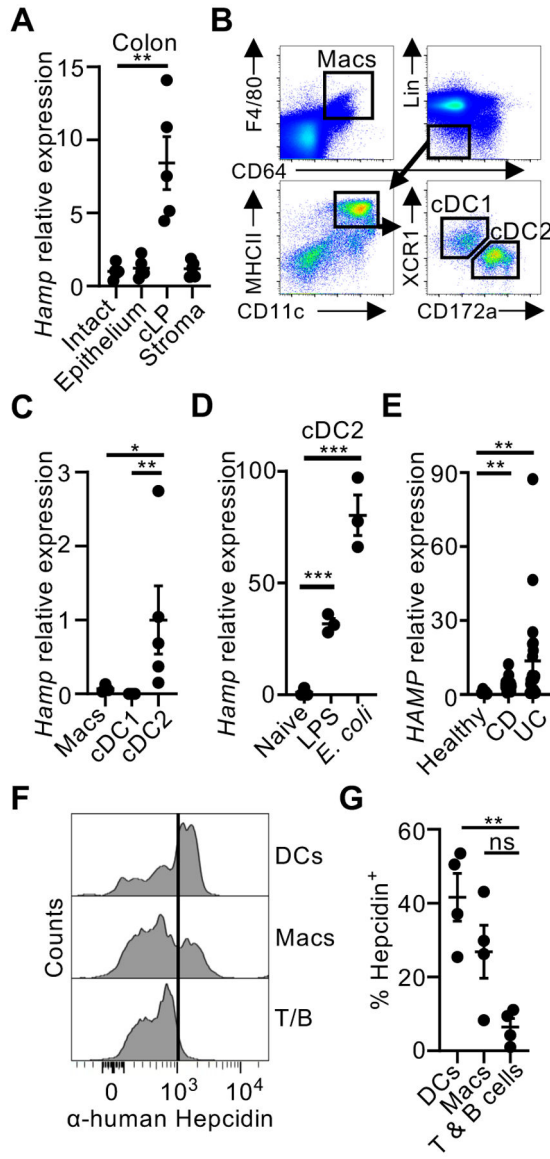 A
Colon
**
Hamp relative expression
15
10
5
0
Intact
Epithelium
cLP
Stroma
B
Macs
F4/80
CD64
Lin
MHCII
CD11c
cDC1
cDC2
XCR1
CD172a
C
*
**
Hamp relative expression
3
2
1
0
Macs
cDC1
cDC2
D
cDC2
***
***
Hamp relative expression
100
50
0
Naive
LPS
E. coli
E
**
**
HAMP relative expression
90
60
30
0
Healthy
CD
UC
F
DCs
Macs
T/B
Counts
0
10³
10⁴
α-human Hepcidin
G
**
ns
% Hepcidin⁺
60
40
20
0
DCs
Macs
T & B cells